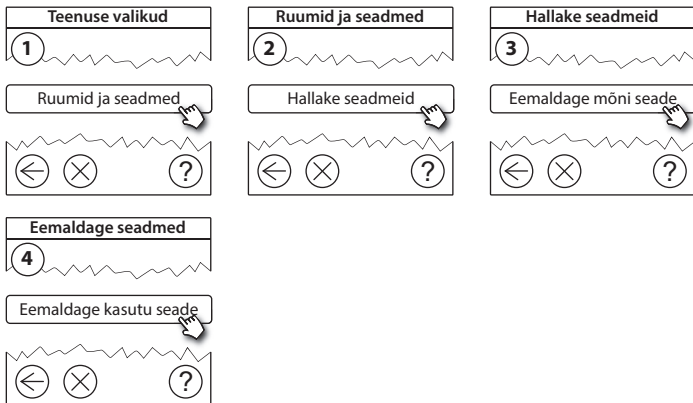 Teenuse valikud
1
Ruumid ja seadmed
?
Ruumid ja seadmed
2
Hallake seadmeid
?
Hallake seadmeid
3
Eemaldage mõni seade
?
Eemaldage seadmed
4
Eemaldage kasutu seade
?